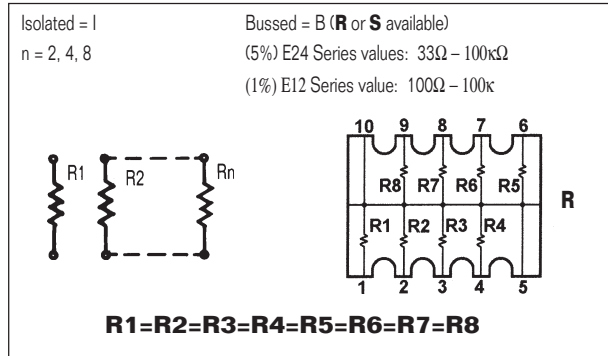 Isolated = I
Bussed = B (R or S available)
n = 2, 4, 8
(5%) E24 Series values: 33Ω – 100κΩ
(1%) E12 Series value: 100Ω – 100κ
10 9 8 7 6
R1 R2 Rn
R8 R7 R6 R5
R
R1 R2 R3 R4
1 2 3 4 5
R1=R2=R3=R4=R5=R6=R7=R8